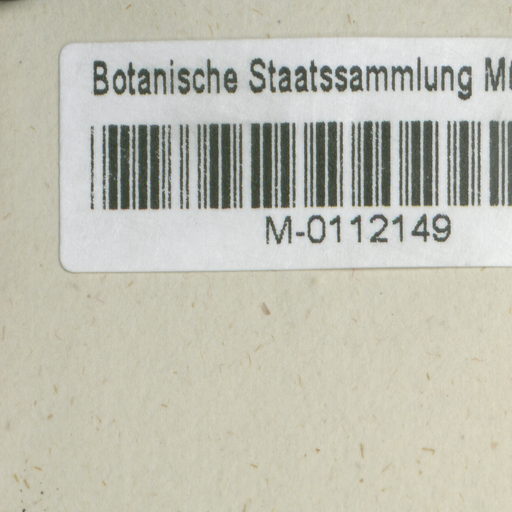 Botanische Staatssammlung
M-0112149